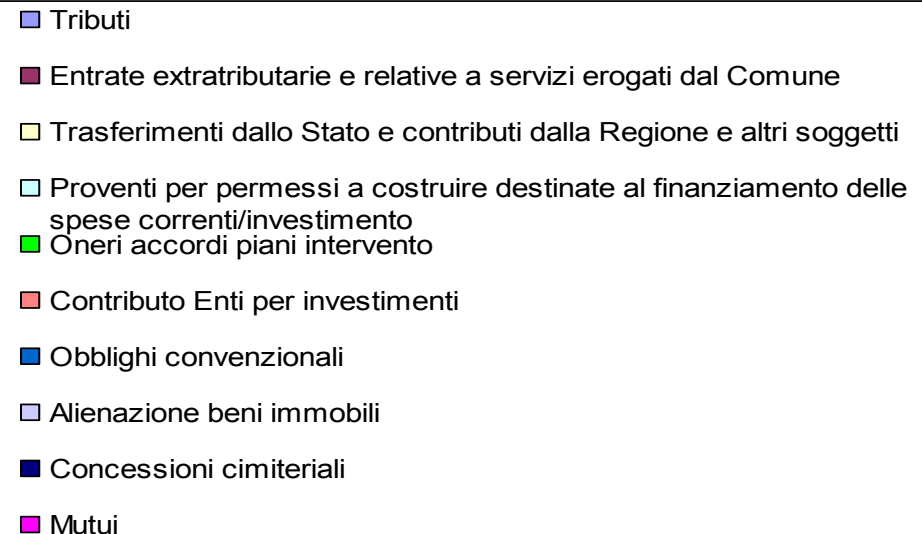 Tributi
Entrate extratributarie e relative a servizi erogati dal Comune
Trasferimenti dallo Stato e contributi dalla Regione e altri soggetti
Proventi per permessi a costruire destinate al finanziamento delle
spese correnti/investimento
Oneri accordi piani intervento
Contributo Enti per investimenti
Obblighi convenzionali
Alienazione beni immobili
Concessioni cimiteriali
Mutui